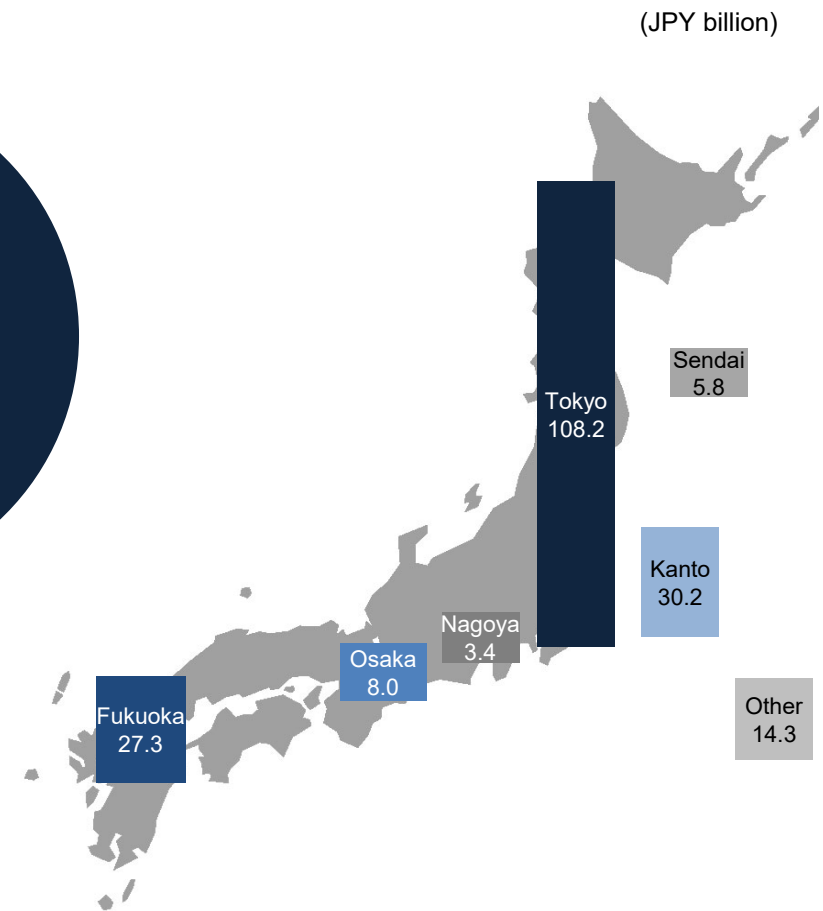 (JPY billion)
Sendai
5.8
Tokyo
108.2
Kanto
30.2
Nagoya
3.4
Osaka
8.0
Fukuoka
27.3
Other
14.3